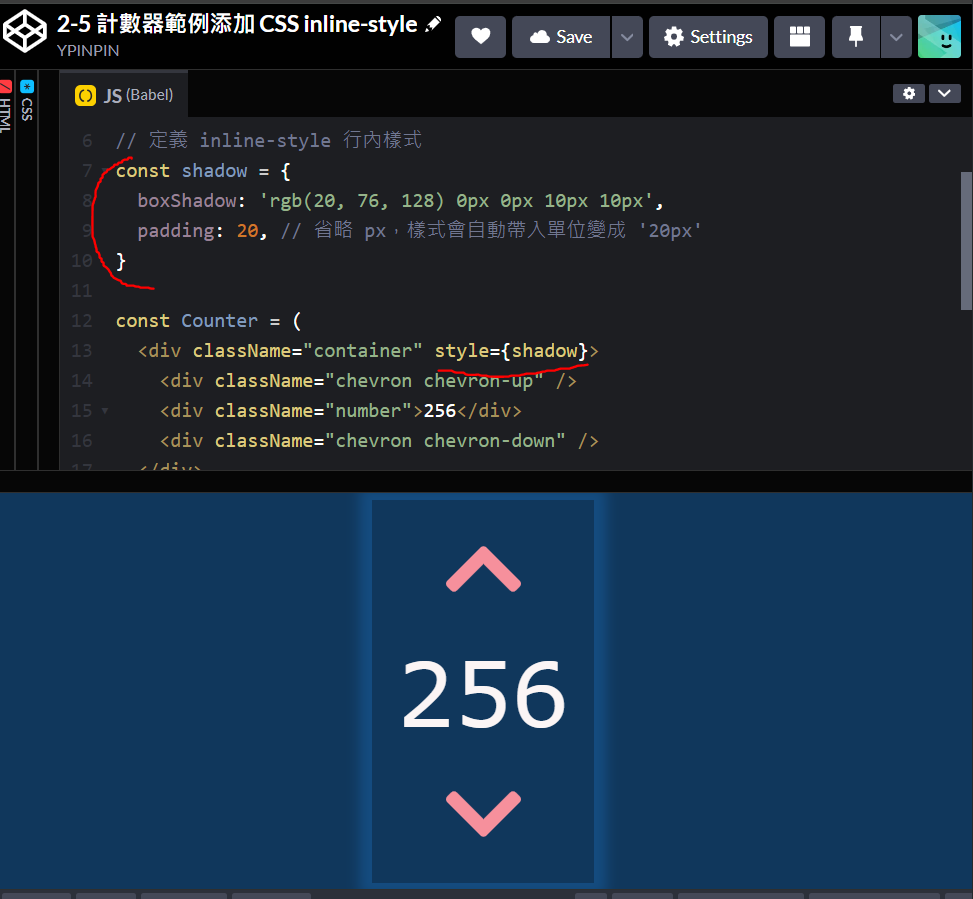 2-5 計數器範例添加 CSS inline-style
YPINPIN
Save
Settings
HTML
CSS
JS (Babel)
6 // 定義 inline-style 行內樣式
7 const shadow = {
8 boxShadow: 'rgb(20, 76, 128) 0px 0px 10px 10px',
9 padding: 20, // 省略 px，樣式會自動帶入單位變成 '20px'
10 }
11
12 const Counter = (
13 <div className="container" style={shadow}>
14 <div className="chevron chevron-up" />
15 <div className="number">256</div>
16 <div className="chevron chevron-down" />
17 </div>
256